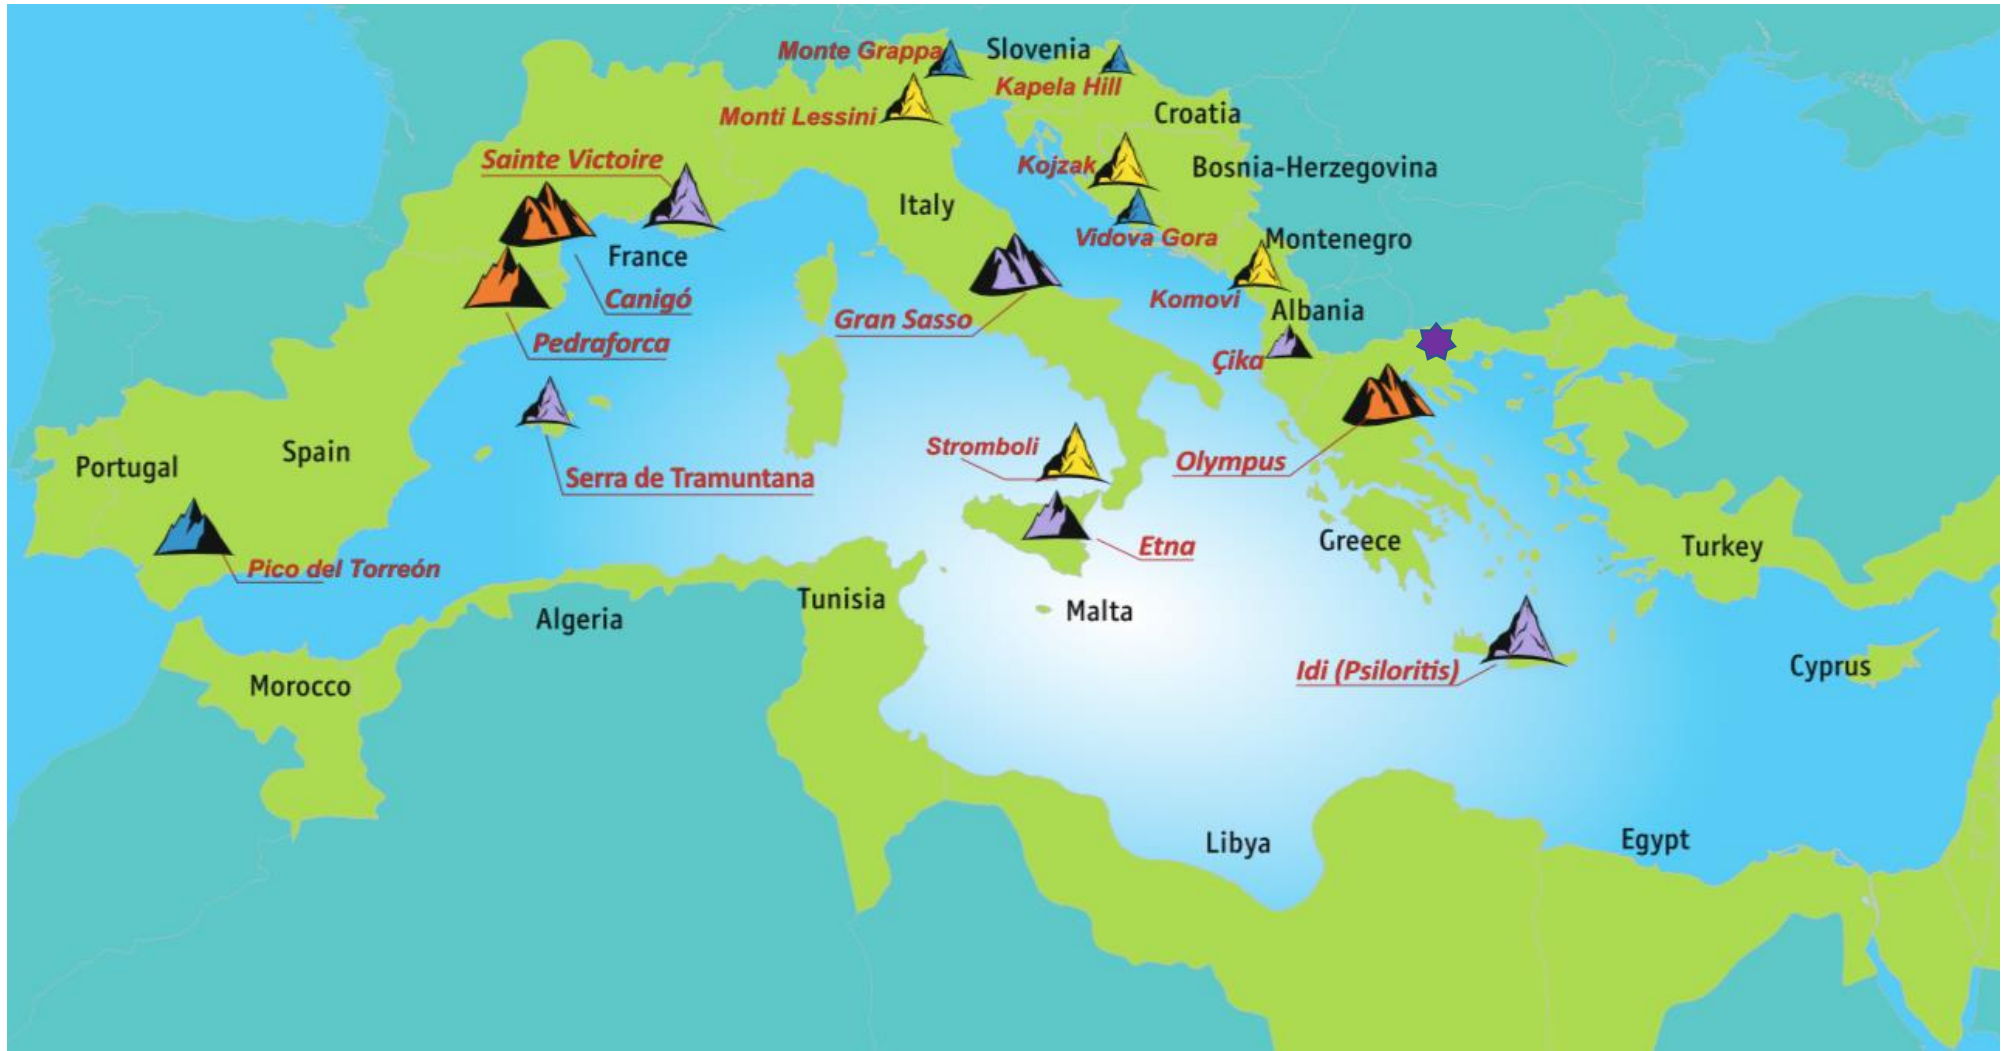 Monte Grappa
Slovenia
Kapela Hill
Monti Lessini
Croatia
Sainte Victoire
Kojzak
Bosnia-Herzegovina
Italy
Vidova Gora
Montenegro
France
Canigó
Komovi
Albania
Gran Sasso
Pedraforca
Çika
Spain
Portugal
Stromboli
Olympus
Serra de Tramuntana
Etna
Greece
Turkey
Pico del Torreón
Tunisia
Algeria
Malta
Idi (Psiloritis)
Cyprus
Morocco
Libya
Egypt